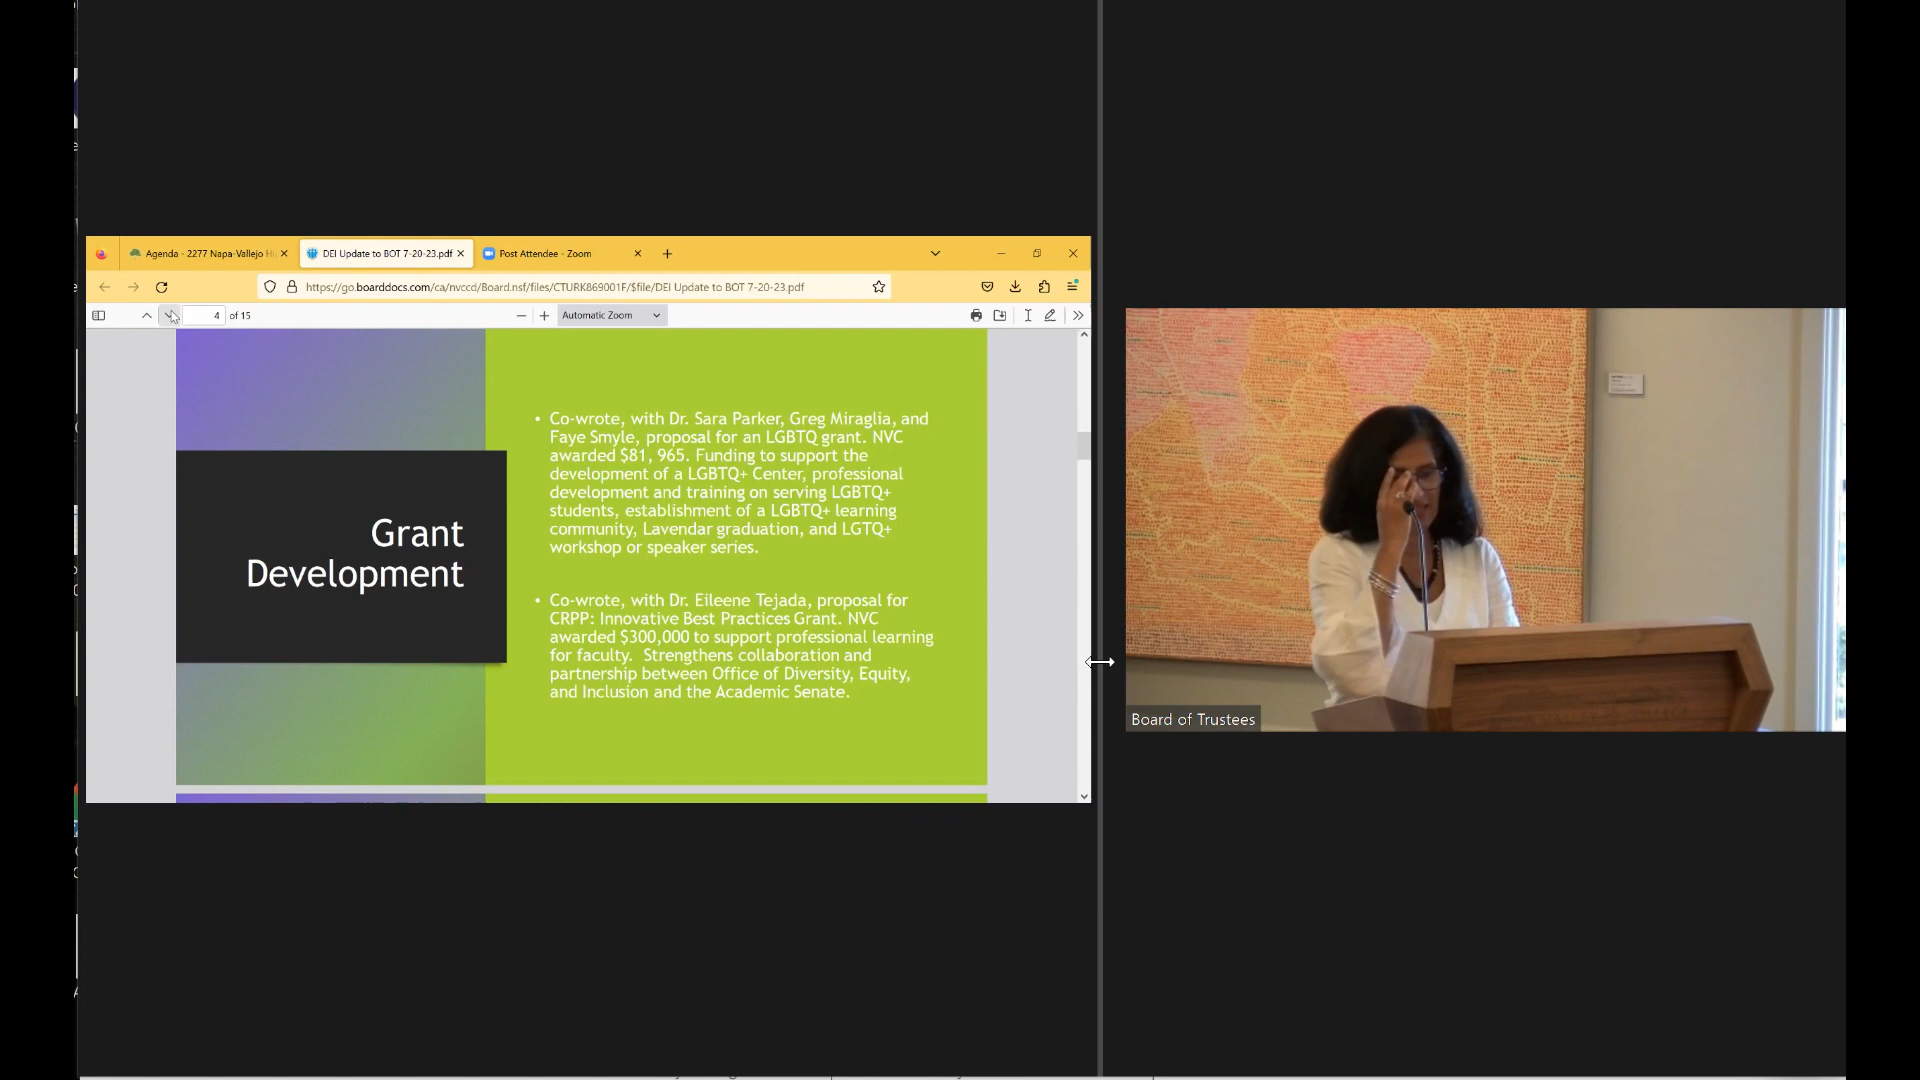 Agenda - 2277 Napa-Vallejo Hi
DEI Update to BOT 7-20-23.pdf
Post Attendee - Zoom
https://go.boarddocs.com/ca/nvccd/Board.nsf/files/CTURK869001F/$file/DEI Update to BOT 7-20-23.pdf
4 of 15
Automatic Zoom
Grant
Development
• Co-wrote, with Dr. Sara Parker, Greg Miraglia, and
Faye Smyle, proposal for an LGBTQ grant. NVC
awarded $81, 965. Funding to support the
development of a LGBTQ+ Center, professional
development and training on serving LGBTQ+
students, establishment of a LGBTQ+ learning
community, Lavendar graduation, and LGTQ+
workshop or speaker series.
• Co-wrote, with Dr. Eileene Tejada, proposal for
CRPP: Innovative Best Practices Grant. NVC
awarded $300,000 to support professional learning
for faculty. Strengthens collaboration and
partnership between Office of Diversity, Equity,
and Inclusion and the Academic Senate.
Board of Trustees